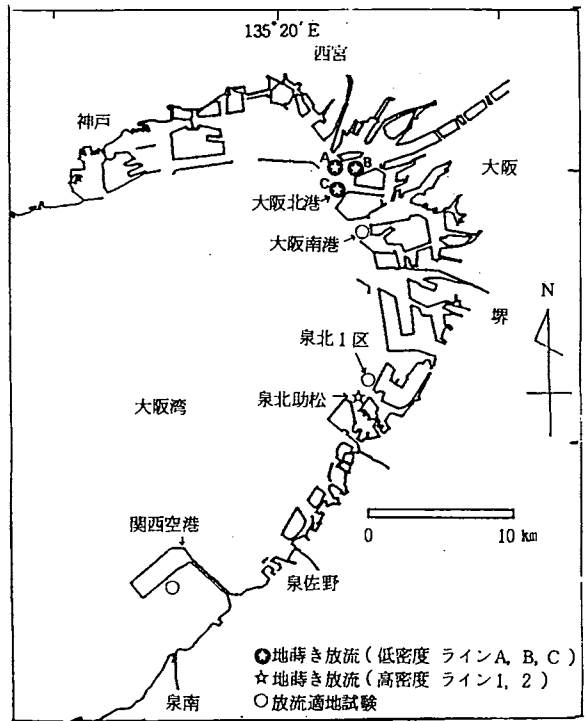 135°20′E
西宮
神戸
A
B
大阪
C
大阪北港
大阪南港
N
堺
泉北1区
泉北助松
大阪湾
関西空港
0 10 km
泉佐野
✪地蒔き放流(低密度 ラインA, B, C)
☆地蒔き放流(高密度 ライン1, 2)
泉南
○放流適地試験